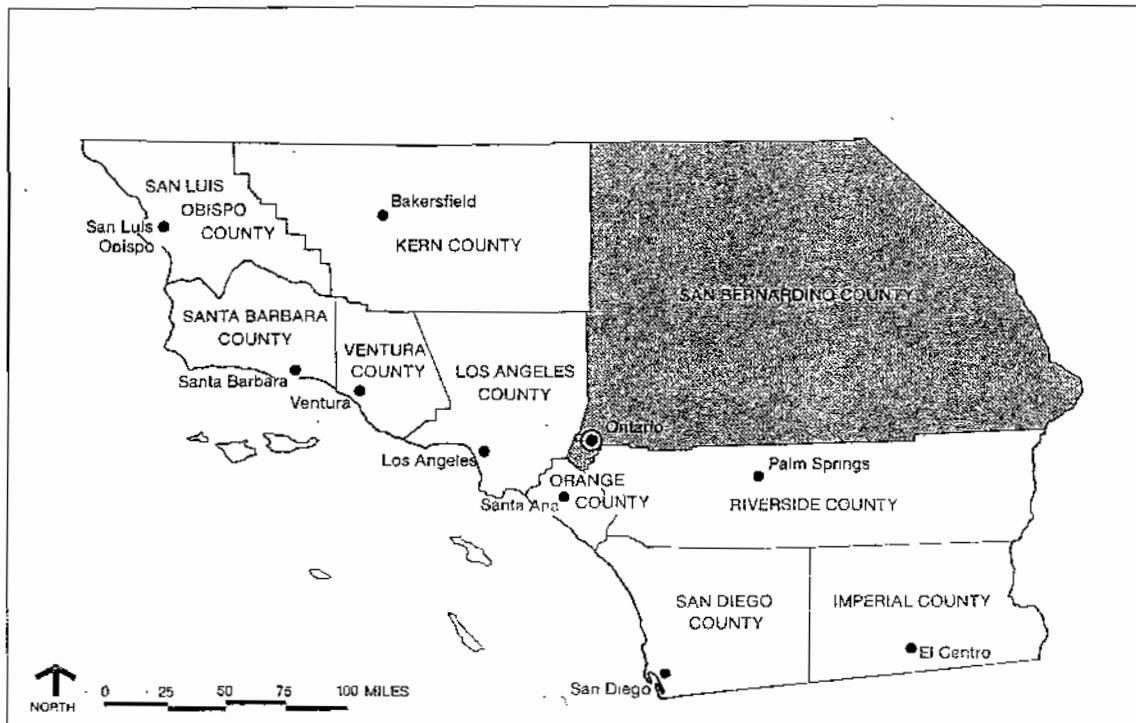 SAN LUIS
OBISPO
COUNTY
San Luis
Obispo
Bakersfield
KERN COUNTY
SAN BERNARDINO COUNTY
SANTA BARBARA
COUNTY
Santa Barbara
VENTURA
COUNTY
Ventura
LOS ANGELES
COUNTY
Los Angeles
Ontario
ORANGE
COUNTY
Santa Ana
Palm Springs
RIVERSIDE COUNTY
SAN DIEGO
COUNTY
San Diego
IMPERIAL COUNTY
El Centro
NORTH
0 25 50 75 100 MILES